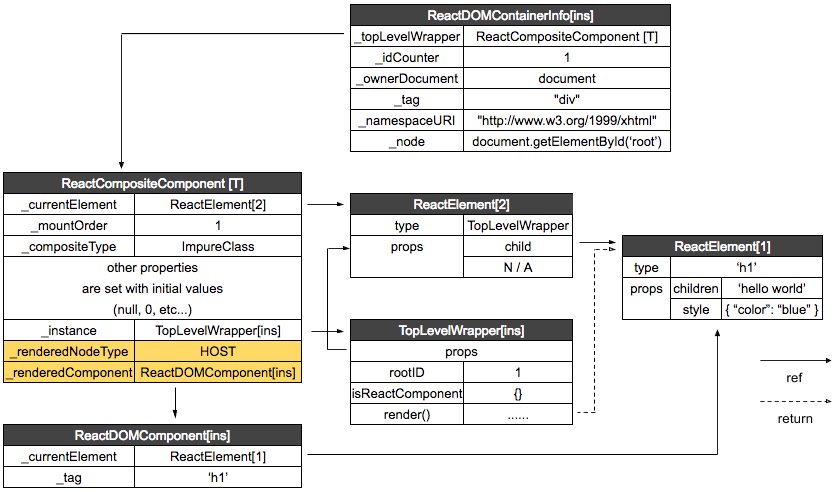 ReactDOMContainerInfo[ins]
_topLevelWrapper ReactCompositeComponent [T]
_idCounter 1
_ownerDocument document
_tag "div"
_namespaceURI "http://www.w3.org/1999/xhtml"
_node document.getElementById(‘root’)
ReactCompositeComponent [T]
_currentElement ReactElement[2]
_mountOrder 1
_compositeType ImpureClass
other properties
are set with initial values
(null, 0, etc...)
_instance TopLevelWrapper[ins]
_renderedNodeType HOST
_renderedComponent ReactDOMComponent[ins]
ReactElement[2]
type TopLevelWrapper
props child
N / A
TopLevelWrapper[ins]
props
rootID 1
isReactComponent {}
render() ......
ReactElement[1]
type ‘h1’
props children ‘hello world’
style { “color”: “blue” }
ref
return
ReactDOMComponent[ins]
_currentElement ReactElement[1]
_tag ‘h1’